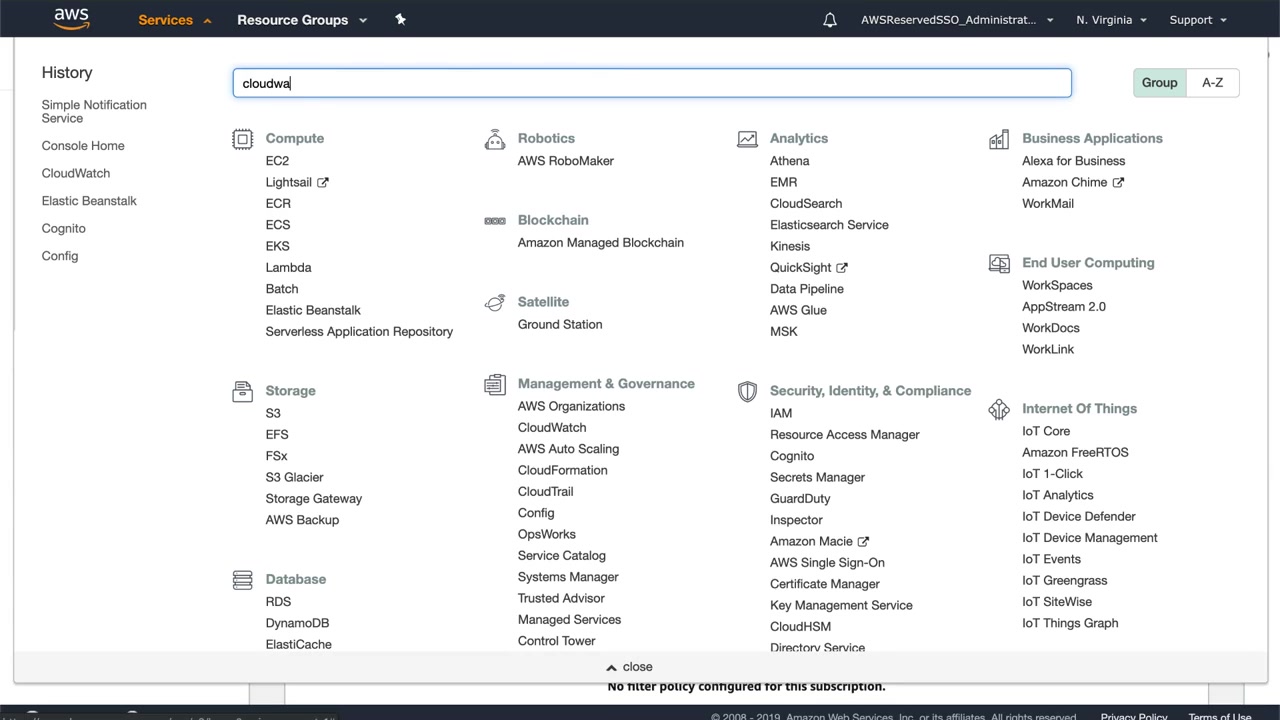 aws
Services
Resource Groups
AWSReservedSSO_Administrat...
N. Virginia
Support
History
Simple Notification
Service
Console Home
CloudWatch
Elastic Beanstalk
Cognito
Config
cloudwa
Group
A-Z
Compute
EC2
Lightsail
ECR
ECS
EKS
Lambda
Batch
Elastic Beanstalk
Serverless Application Repository
Storage
S3
EFS
FSx
S3 Glacier
Storage Gateway
AWS Backup
Database
RDS
DynamoDB
ElastiCache
Robotics
AWS RoboMaker
Blockchain
Amazon Managed Blockchain
Satellite
Ground Station
Management & Governance
AWS Organizations
CloudWatch
AWS Auto Scaling
CloudFormation
CloudTrail
Config
OpsWorks
Service Catalog
Systems Manager
Trusted Advisor
Managed Services
Control Tower
Analytics
Athena
EMR
CloudSearch
Elasticsearch Service
Kinesis
QuickSight
Data Pipeline
AWS Glue
MSK
Security, Identity, & Compliance
IAM
Resource Access Manager
Cognito
Secrets Manager
GuardDuty
Inspector
Amazon Macie
AWS Single Sign-On
Certificate Manager
Key Management Service
CloudHSM
Directory Service
Business Applications
Alexa for Business
Amazon Chime
WorkMail
End User Computing
WorkSpaces
AppStream 2.0
WorkDocs
WorkLink
Internet Of Things
IoT Core
Amazon FreeRTOS
IoT 1-Click
IoT Analytics
IoT Device Defender
IoT Device Management
IoT Events
IoT Greengrass
IoT SiteWise
IoT Things Graph
close
No filter policy configured for this subscription.
© 2008 - 2019, Amazon Web Services, Inc. or its affiliates. All rights reserved.
Privacy Policy
Terms of Use